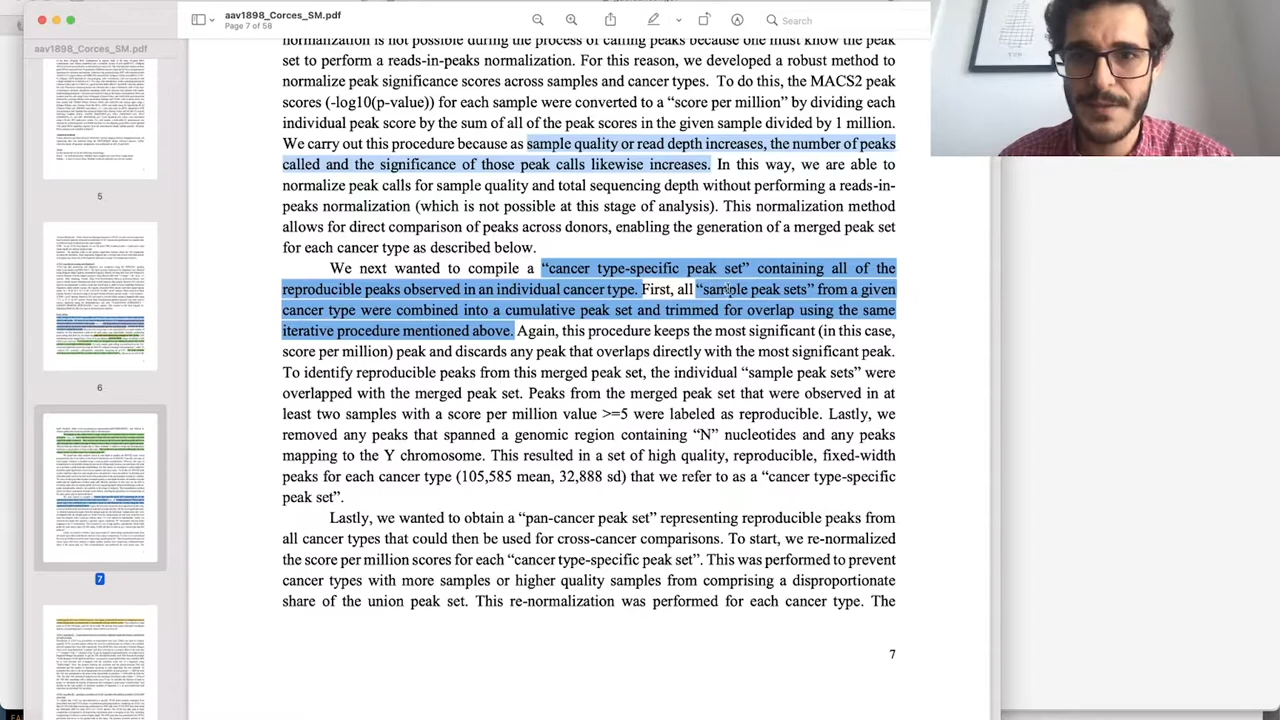 aav1898_Corces_SM.pdf
Page 7 of 58
Search
aav1898_Corces_SM.pdf
5
6
7
set to perform a reads-in-peaks normalization. For this reason, we developed a robust method to
normalize peak significance scores across samples and cancer types. To do this, the MACS2 peak
scores (-log10(p-value)) for each sample were converted to a “score per million” by dividing each
individual peak score by the sum of all of the peak scores in the given sample divided by 1 million.
We carry out this procedure because as sample quality or read depth increases, the number of peaks
called and the significance of those peak calls likewise increases. In this way, we are able to
normalize peak calls for sample quality and total sequencing depth without performing a reads-in-
peaks normalization (which is not possible at this stage of analysis). This normalization method
allows for direct comparison of peaks across donors, enabling the generation of a merged peak set
for each cancer type as described below.
We next wanted to compile a “cancer type-specific peak set” containing all of the
reproducible peaks observed in an individual cancer type. First, all “sample peak sets” from a given
cancer type were combined into a cumulative peak set and trimmed for overlap using the same
iterative procedure mentioned above. Again, this procedure keeps the most significant (in this case,
score per million) peak and discards any peak that overlaps directly with the most significant peak.
To identify reproducible peaks from this merged peak set, the individual “sample peak sets” were
overlapped with the merged peak set. Peaks from the merged peak set that were observed in at
least two samples with a score per million value >=5 were labeled as reproducible. Lastly, we
removed any peaks that spanned a genomic region containing “N” nucleotides and any peaks
mapping to the Y chromosome. This resulted in a set of high quality, reproducible, fixed-width
peaks for each cancer type (105,585 mean, 32,888 sd) that we refer to as a “cancer type-specific
peak set”.
Lastly, we wanted to obtain a “pan-cancer peak set” representing reproducible peaks from
all cancer types that could then be used for cross-cancer comparisons. To start, we re-normalized
the score per million scores for each “cancer type-specific peak set”. This was performed to prevent
cancer types with more samples or higher quality samples from comprising a disproportionate
share of the union peak set. This re-normalization was performed for each cancer type. The
7